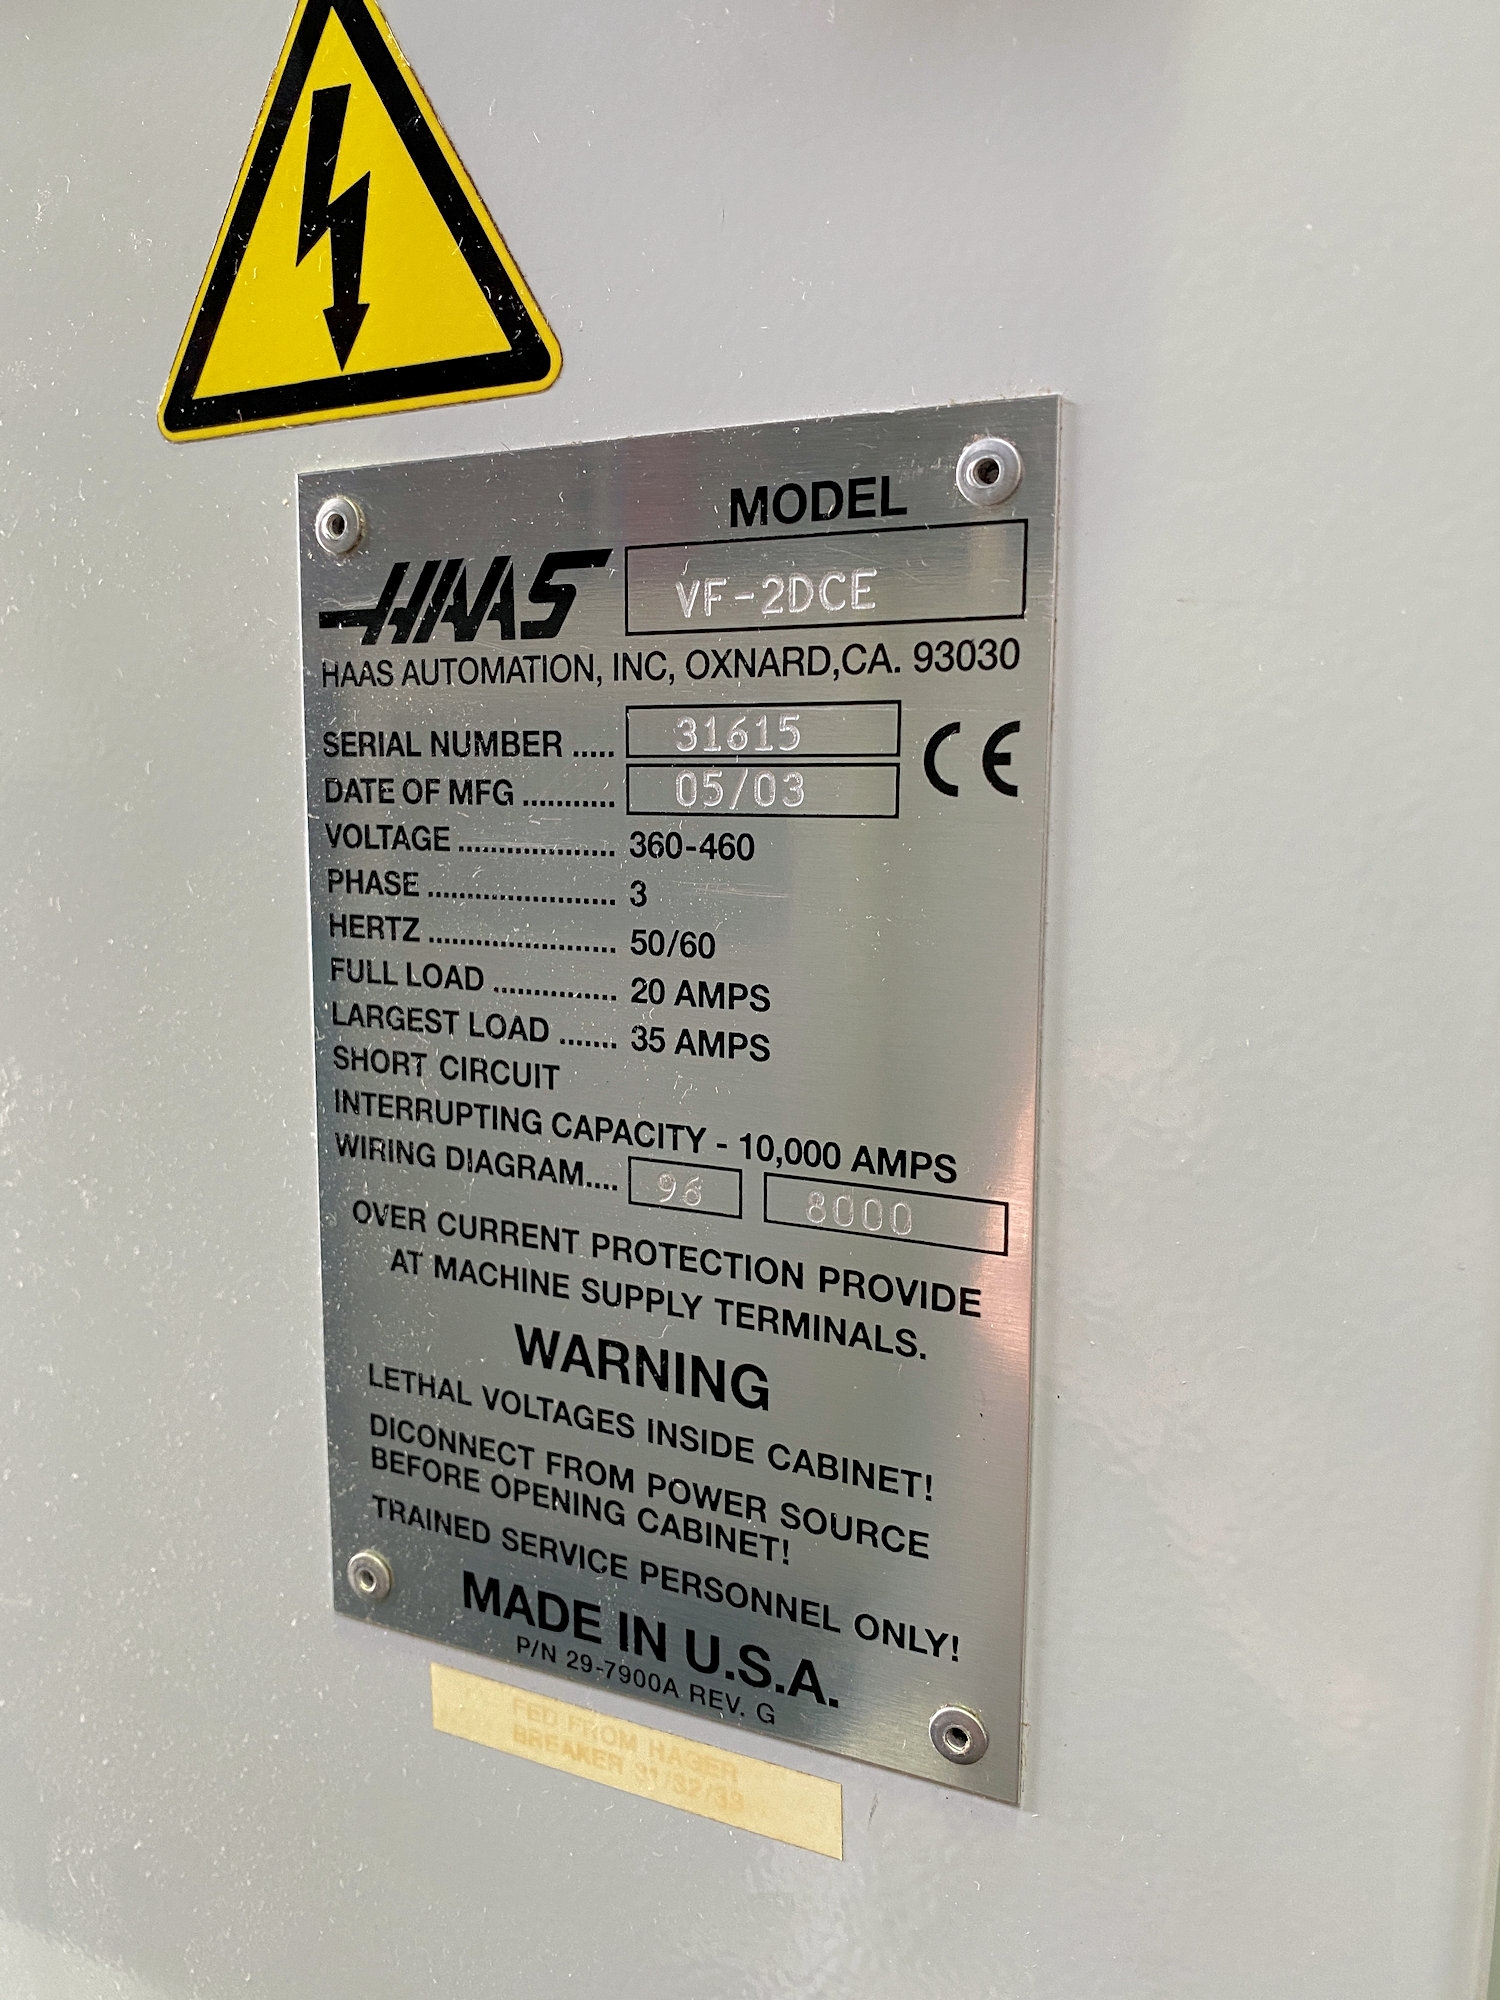 MODEL
HAAS VF-2DCE
HAAS AUTOMATION, INC, OXNARD,CA. 93030
SERIAL NUMBER ..... 31615 CE
DATE OF MFG ........... 05/03
VOLTAGE ................... 360-460
PHASE ....................... 3
HERTZ ....................... 50/60
FULL LOAD ............... 20 AMPS
LARGEST LOAD ....... 35 AMPS
SHORT CIRCUIT
INTERRUPTING CAPACITY - 10,000 AMPS
WIRING DIAGRAM.... 96 8000
OVER CURRENT PROTECTION PROVIDE
AT MACHINE SUPPLY TERMINALS.
WARNING
LETHAL VOLTAGES INSIDE CABINET!
DICONNECT FROM POWER SOURCE
BEFORE OPENING CABINET!
TRAINED SERVICE PERSONNEL ONLY!
MADE IN U.S.A.
P/N 29-7900A REV. G
FED FROM HAGER
BREAKER 31/32/33